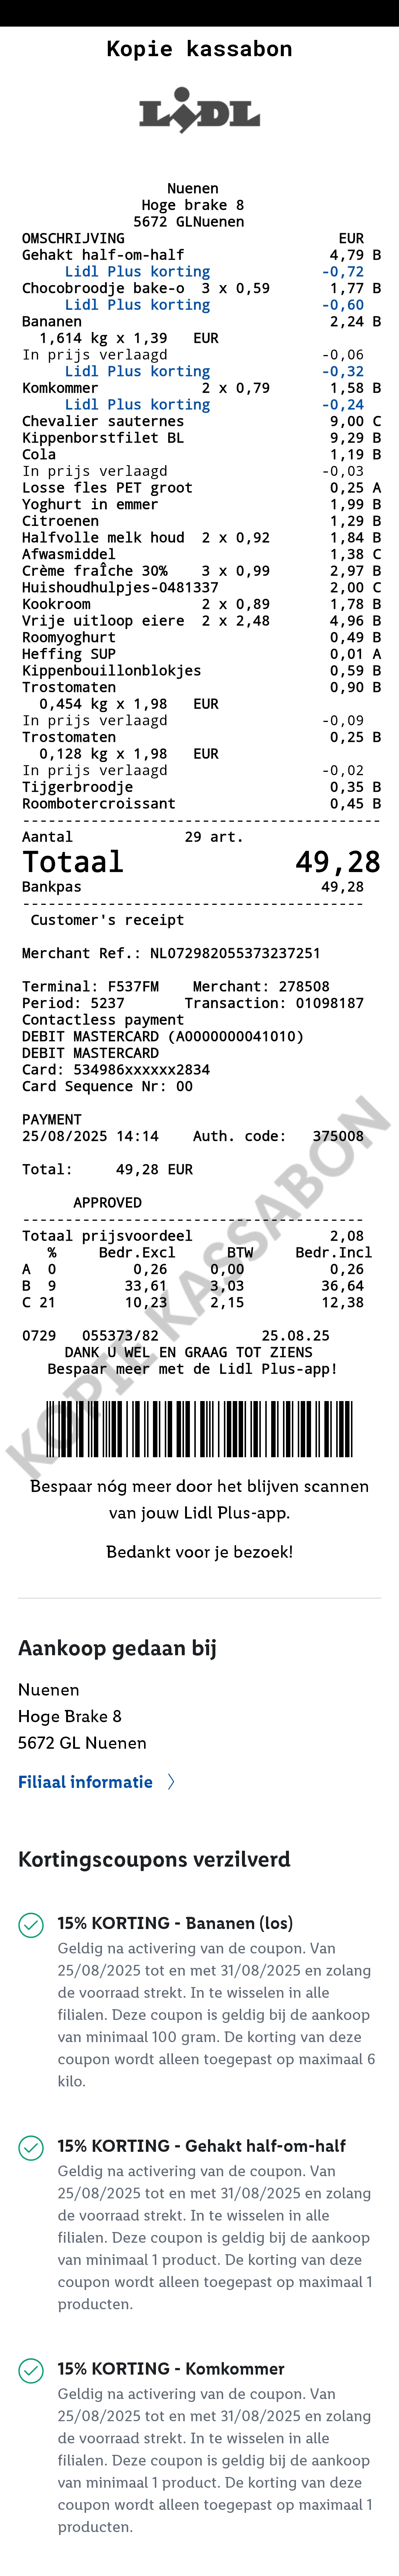 Kopie kassabon
LIDL
Nuenen
Hoge brake 8
5672 GLNuenen
OMSCHRIJVING EUR
Gehakt half-om-half 4,79 B
Lidl Plus korting -0,72
Chocobroodje bake-o 3 x 0,59 1,77 B
Lidl Plus korting -0,60
Bananen 2,24 B
1,614 kg x 1,39 EUR
In prijs verlaagd -0,06
Lidl Plus korting -0,32
Komkommer 2 x 0,79 1,58 B
Lidl Plus korting -0,24
Chevalier sauternes 9,00 C
Kippenborstfilet BL 9,29 B
Cola 1,19 B
In prijs verlaagd -0,03
Losse fles PET groot 0,25 A
Yoghurt in emmer 1,99 B
Citroenen 1,29 B
Halfvolle melk houd 2 x 0,92 1,84 B
Afwasmiddel 1,38 C
Crème fraîche 30% 3 x 0,99 2,97 B
Huishoudhulpjes-0481337 2,00 C
Kookroom 2 x 0,89 1,78 B
Vrije uitloop eiere 2 x 2,48 4,96 B
Roomyoghurt 0,49 B
Heffing SUP 0,01 A
Kippenbouillonblokjes 0,59 B
Trostomaten 0,90 B
0,454 kg x 1,98 EUR
In prijs verlaagd -0,09
Trostomaten 0,25 B
0,128 kg x 1,98 EUR
In prijs verlaagd -0,02
Tijgerbroodje 0,35 B
Roombotercroissant 0,45 B
------------------------------------------
Aantal 29 art.
Totaal 49,28
Bankpas 49,28
----------------------------------------
Customer's receipt
Merchant Ref.: NL072982055373237251
Terminal: F537FM Merchant: 278508
Period: 5237 Transaction: 01098187
Contactless payment
DEBIT MASTERCARD (A0000000041010)
DEBIT MASTERCARD
Card: 534986xxxxxx2834
Card Sequence Nr: 00
PAYMENT
25/08/2025 14:14 Auth. code: 375008
Total: 49,28 EUR
APPROVED
----------------------------------------
Totaal prijsvoordeel 2,08
% Bedr.Excl BTW Bedr.Incl
A 0 0,26 0,00 0,26
B 9 33,61 3,03 36,64
C 21 10,23 2,15 12,38
0729 055373/82 25.08.25
DANK U WEL EN GRAAG TOT ZIENS
Bespaar meer met de Lidl Plus-app!
KOPIE KASSABON
Bespaar nóg meer door het blijven scannen
van jouw Lidl Plus-app.
Bedankt voor je bezoek!
Aankoop gedaan bij
Nuenen
Hoge Brake 8
5672 GL Nuenen
Filiaal informatie
Kortingscoupons verzilverd
15% KORTING - Bananen (los)
Geldig na activering van de coupon. Van
25/08/2025 tot en met 31/08/2025 en zolang
de voorraad strekt. In te wisselen in alle
filialen. Deze coupon is geldig bij de aankoop
van minimaal 100 gram. De korting van deze
coupon wordt alleen toegepast op maximaal 6
kilo.
15% KORTING - Gehakt half-om-half
Geldig na activering van de coupon. Van
25/08/2025 tot en met 31/08/2025 en zolang
de voorraad strekt. In te wisselen in alle
filialen. Deze coupon is geldig bij de aankoop
van minimaal 1 product. De korting van deze
coupon wordt alleen toegepast op maximaal 1
producten.
15% KORTING - Komkommer
Geldig na activering van de coupon. Van
25/08/2025 tot en met 31/08/2025 en zolang
de voorraad strekt. In te wisselen in alle
filialen. Deze coupon is geldig bij de aankoop
van minimaal 1 product. De korting van deze
coupon wordt alleen toegepast op maximaal 1
producten.